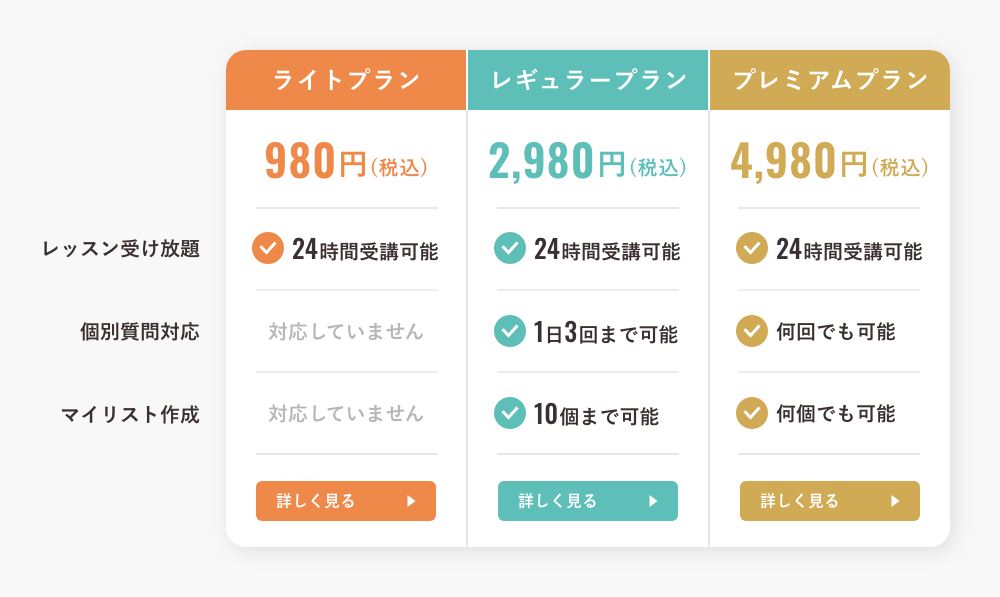 ライトプラン レギュラープラン プレミアムプラン
980円(税込) 2,980円(税込) 4,980円(税込)
レッスン受け放題 24時間受講可能 24時間受講可能 24時間受講可能
個別質問対応 対応していません 1日3回まで可能 何回でも可能
マイリスト作成 対応していません 10個まで可能 何個でも可能
詳しく見る 詳しく見る 詳しく見る